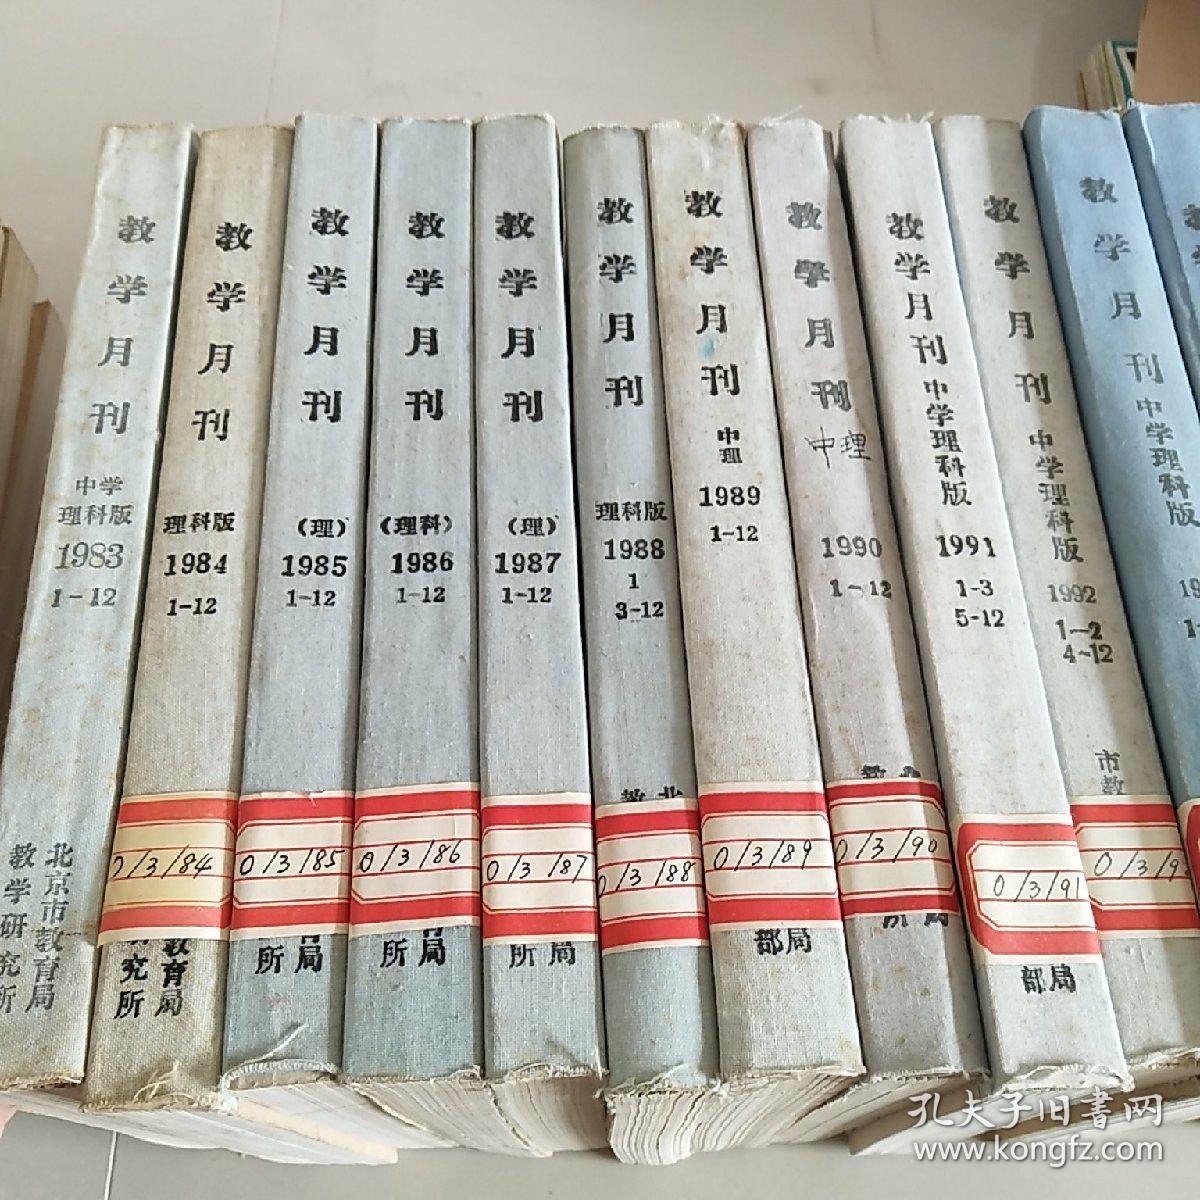 教学月刊
中学
理科版
1983
1-12
北京市教育局
教学研究所
教学月刊
理科版
1984
1-12
0/3/84
教育局
究所
教学月刊
(理)
1985
1-12
0/3/85
局
所
教学月刊
(理科)
1986
1-12
0/3/86
局
所
教学月刊
(理)
1987
1-12
0/3/87
局
所
教学月刊
理科版
1988
1
3-12
北
教
0/3/88
教学月刊
中理
1989
1-12
0/3/89
局
部
教学月刊
中理
1990
1-12
0/3/90
局
所
教学月刊
中学理科版
1991
1-3
5-12
0/3/91
局
部
教学月刊
中学理科版
1992
1-2
4-12
市教
0/3/9
教学月刊
中学理科版
19
1-
孔夫子旧书网
www.kongfz.com